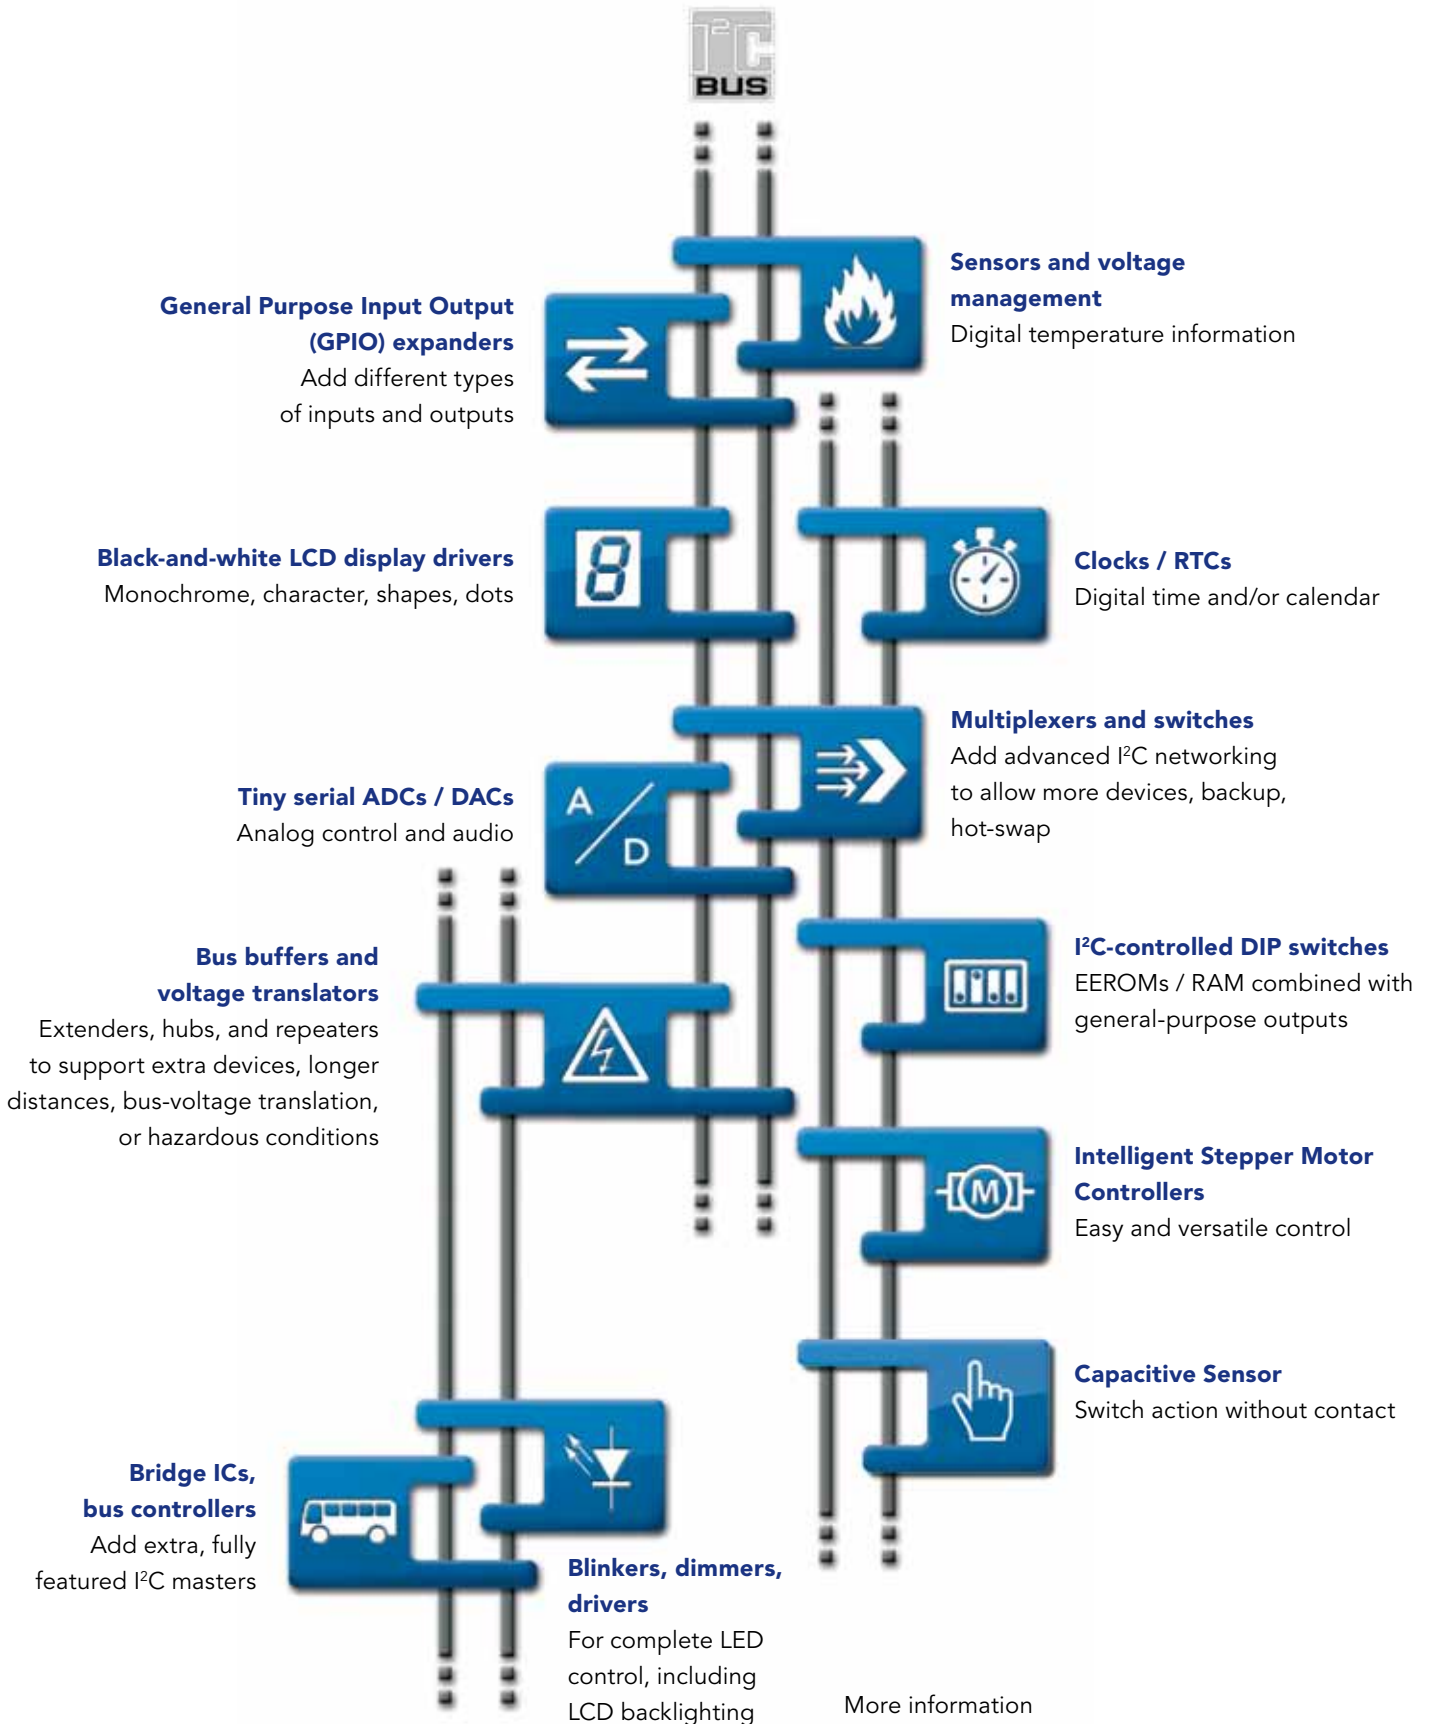 I²C
BUS
Sensors and voltage
management
Digital temperature information
General Purpose Input Output
(GPIO) expanders
Add different types
of inputs and outputs
Black-and-white LCD display drivers
Monochrome, character, shapes, dots
8
Clocks / RTCs
Digital time and/or calendar
Multiplexers and switches
Add advanced I²C networking
to allow more devices, backup,
hot-swap
Tiny serial ADCs / DACs
Analog control and audio
A/D
I²C-controlled DIP switches
EEROMs / RAM combined with
general-purpose outputs
Bus buffers and
voltage translators
Extenders, hubs, and repeaters
to support extra devices, longer
distances, bus-voltage translation,
or hazardous conditions
Intelligent Stepper Motor
Controllers
Easy and versatile control
M
Capacitive Sensor
Switch action without contact
Bridge ICs,
bus controllers
Add extra, fully
featured I²C masters
Blinkers, dimmers,
drivers
For complete LED
control, including
LCD backlighting
More information